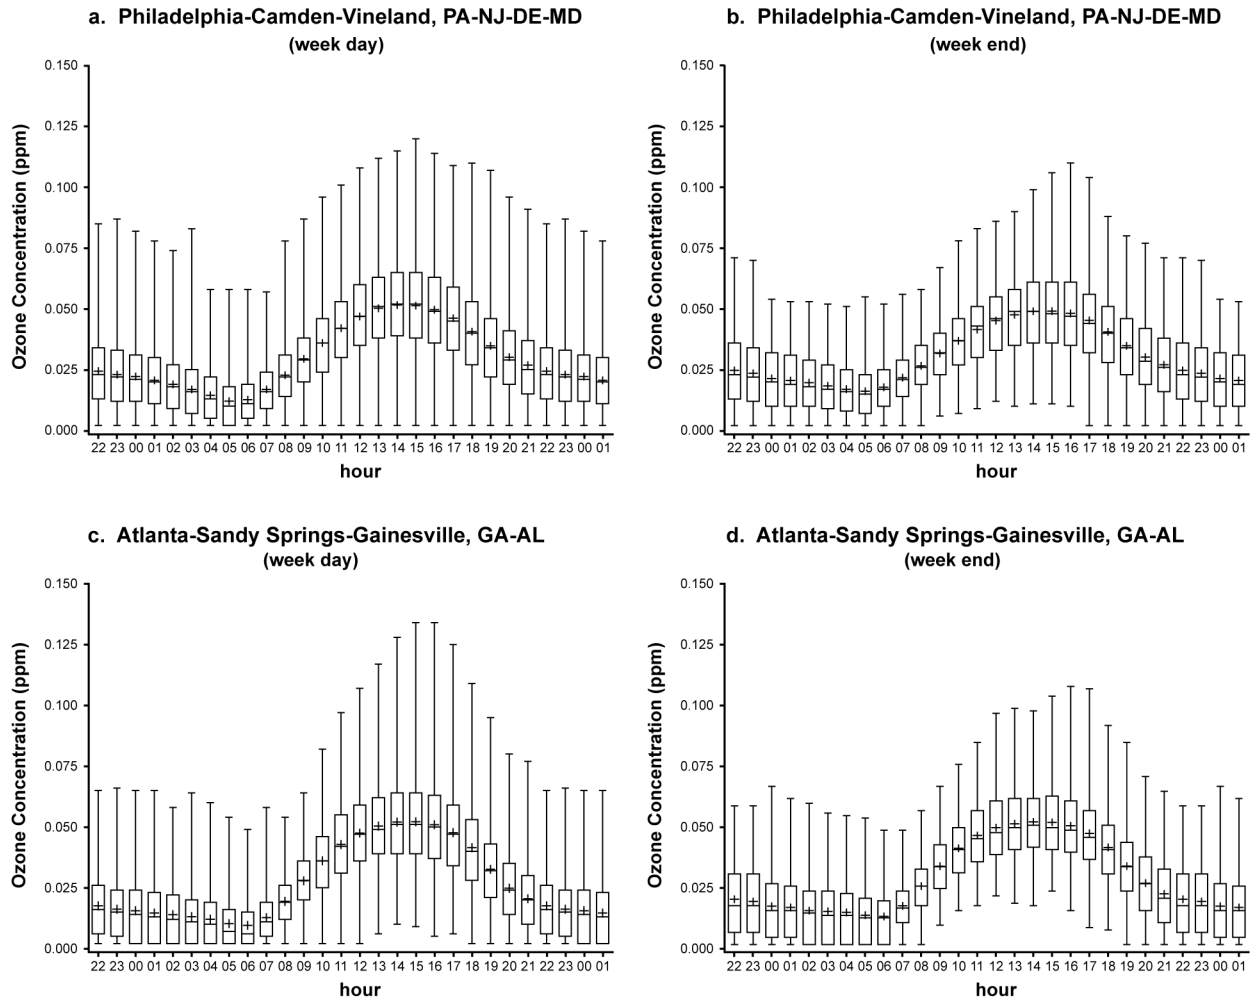 a. Philadelphia-Camden-Vineland, PA-NJ-DE-MD
(week day)
Ozone Concentration (ppm)
0.150
0.125
0.100
0.075
0.050
0.025
0.000
22 23 00 01 02 03 04 05 06 07 08 09 10 11 12 13 14 15 16 17 18 19 20 21 22 23 00 01
hour
b. Philadelphia-Camden-Vineland, PA-NJ-DE-MD
(week end)
Ozone Concentration (ppm)
0.150
0.125
0.100
0.075
0.050
0.025
0.000
22 23 00 01 02 03 04 05 06 07 08 09 10 11 12 13 14 15 16 17 18 19 20 21 22 23 00 01
hour
c. Atlanta-Sandy Springs-Gainesville, GA-AL
(week day)
Ozone Concentration (ppm)
0.150
0.125
0.100
0.075
0.050
0.025
0.000
22 23 00 01 02 03 04 05 06 07 08 09 10 11 12 13 14 15 16 17 18 19 20 21 22 23 00 01
hour
d. Atlanta-Sandy Springs-Gainesville, GA-AL
(week end)
Ozone Concentration (ppm)
0.150
0.125
0.100
0.075
0.050
0.025
0.000
22 23 00 01 02 03 04 05 06 07 08 09 10 11 12 13 14 15 16 17 18 19 20 21 22 23 00 01
hour